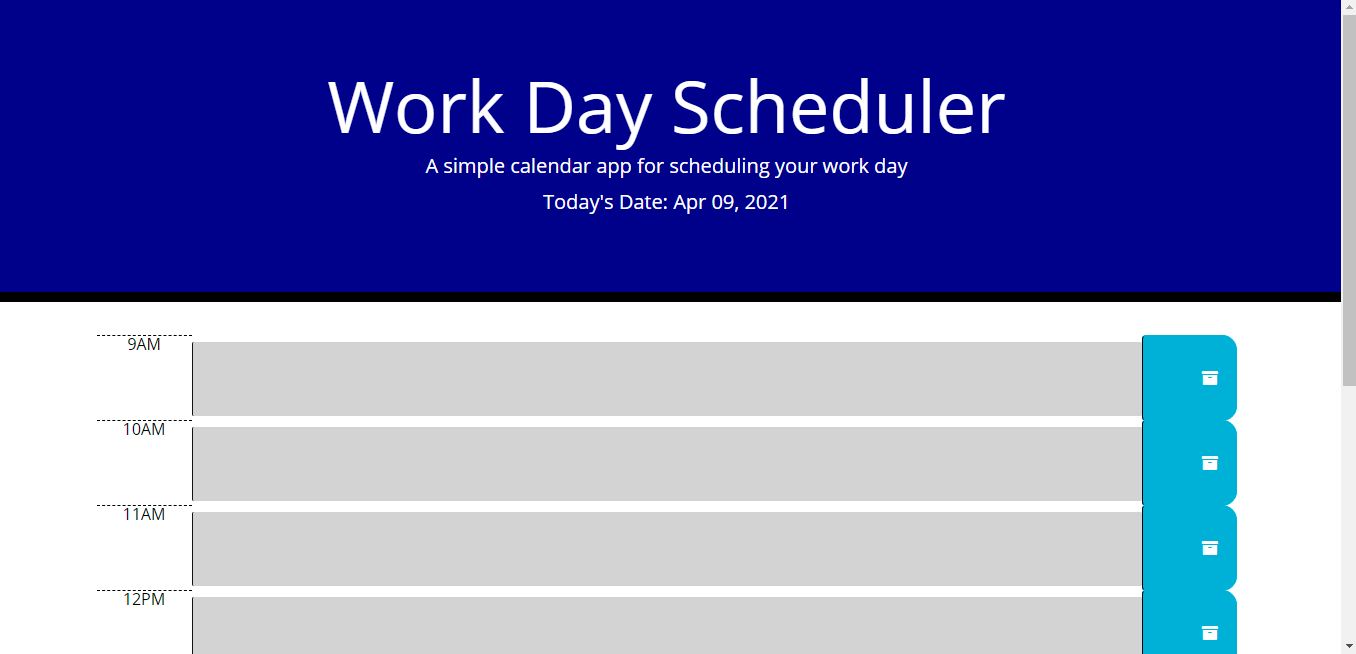 Work Day Scheduler
A simple calendar app for scheduling your work day
Today's Date: Apr 09, 2021
9AM
10AM
11AM
12PM